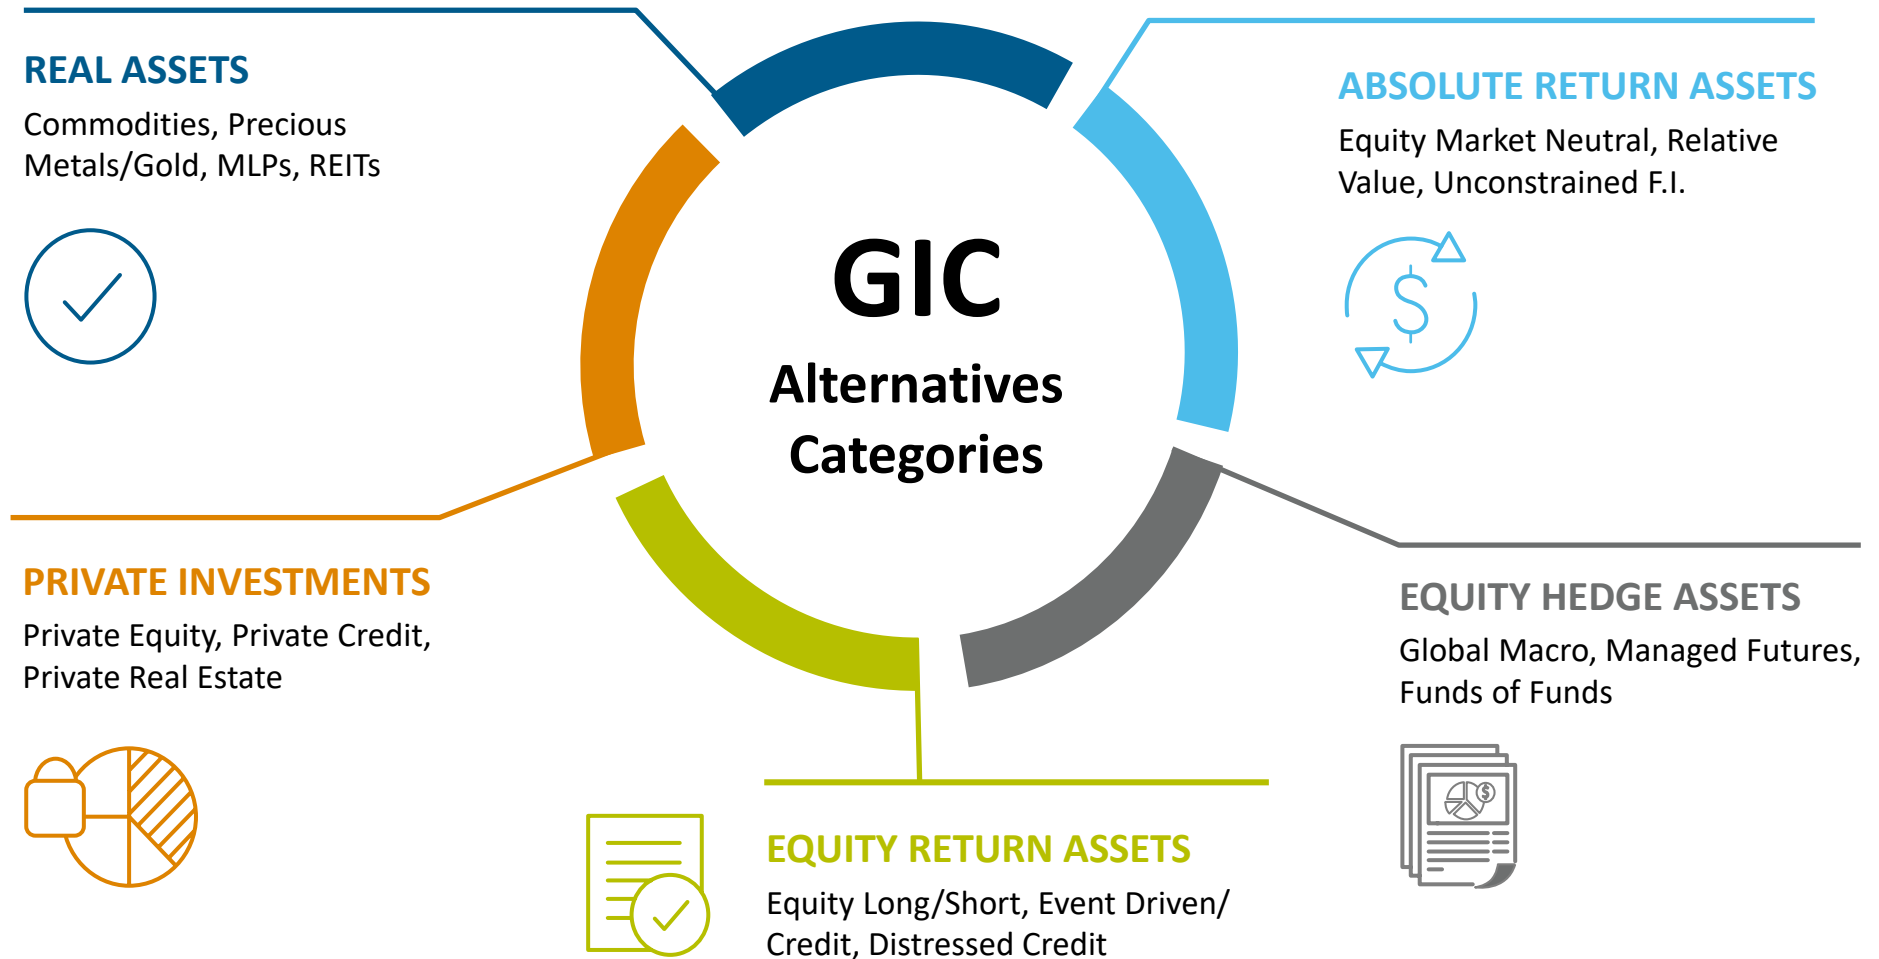 REAL ASSETS
Commodities, Precious
Metals/Gold, MLPs, REITs
ABSOLUTE RETURN ASSETS
Equity Market Neutral, Relative
Value, Unconstrained F.I.
GIC
Alternatives
Categories
PRIVATE INVESTMENTS
Private Equity, Private Credit,
Private Real Estate
EQUITY HEDGE ASSETS
Global Macro, Managed Futures,
Funds of Funds
EQUITY RETURN ASSETS
Equity Long/Short, Event Driven/
Credit, Distressed Credit
$
$